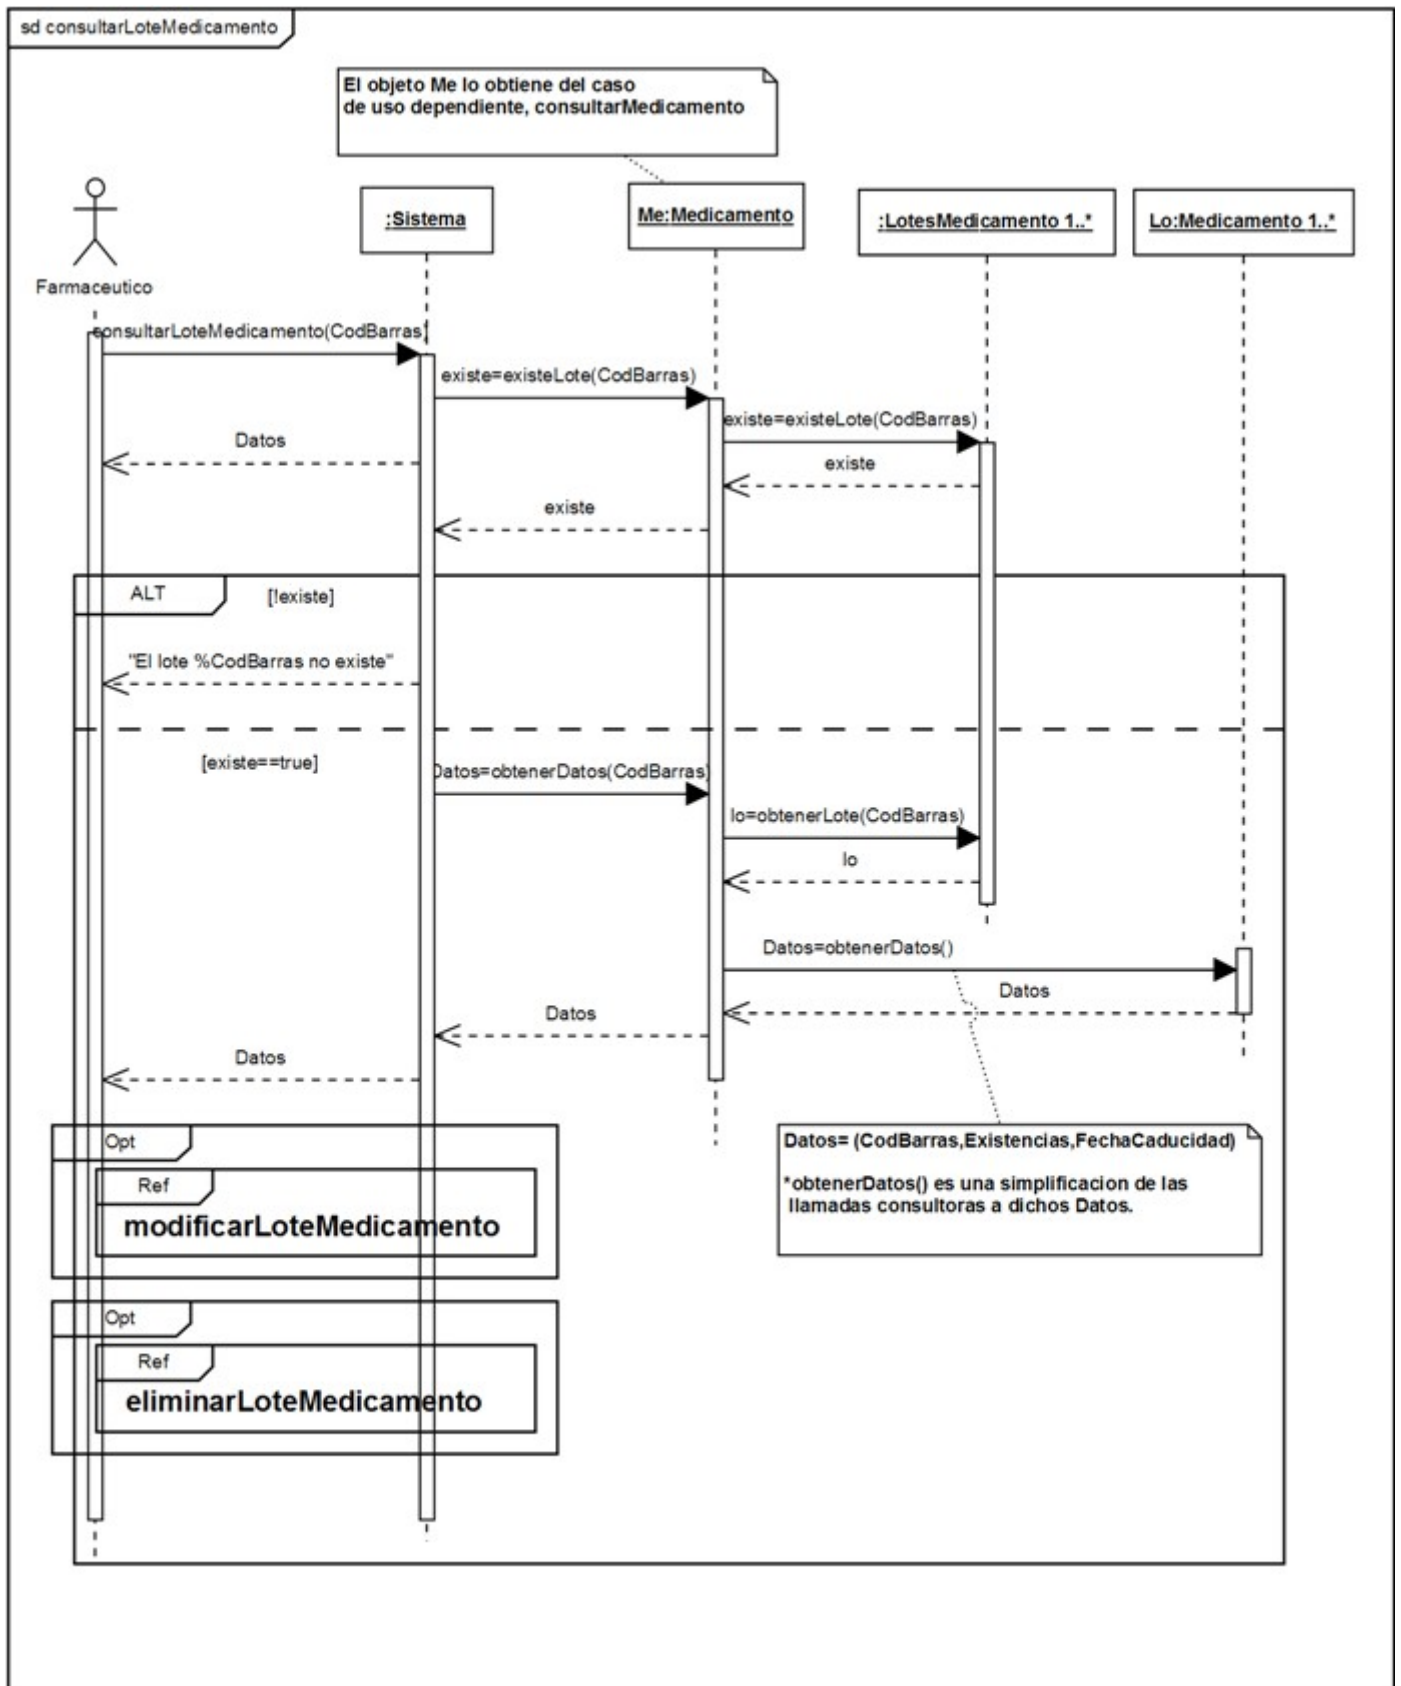 sd consultarLoteMedicamento
El objeto Me lo obtiene del caso
de uso dependiente, consultarMedicamento
Farmaceutico
:Sistema
Me:Medicamento
:LotesMedicamento 1..*
Lo:Medicamento 1..*
consultarLoteMedicamento(CodBarras)
existe=existeLote(CodBarras)
existe=existeLote(CodBarras)
Datos
existe
existe
ALT
[!existe]
"El lote %CodBarras no existe"
[existe==true]
Datos=obtenerDatos(CodBarras)
lo=obtenerLote(CodBarras)
lo
Datos=obtenerDatos()
Datos
Datos
Datos
Opt
Ref
modificarLoteMedicamento
Datos= (CodBarras,Existencias,FechaCaducidad)
*obtenerDatos() es una simplificacion de las
llamadas consultoras a dichos Datos.
Opt
Ref
eliminarLoteMedicamento